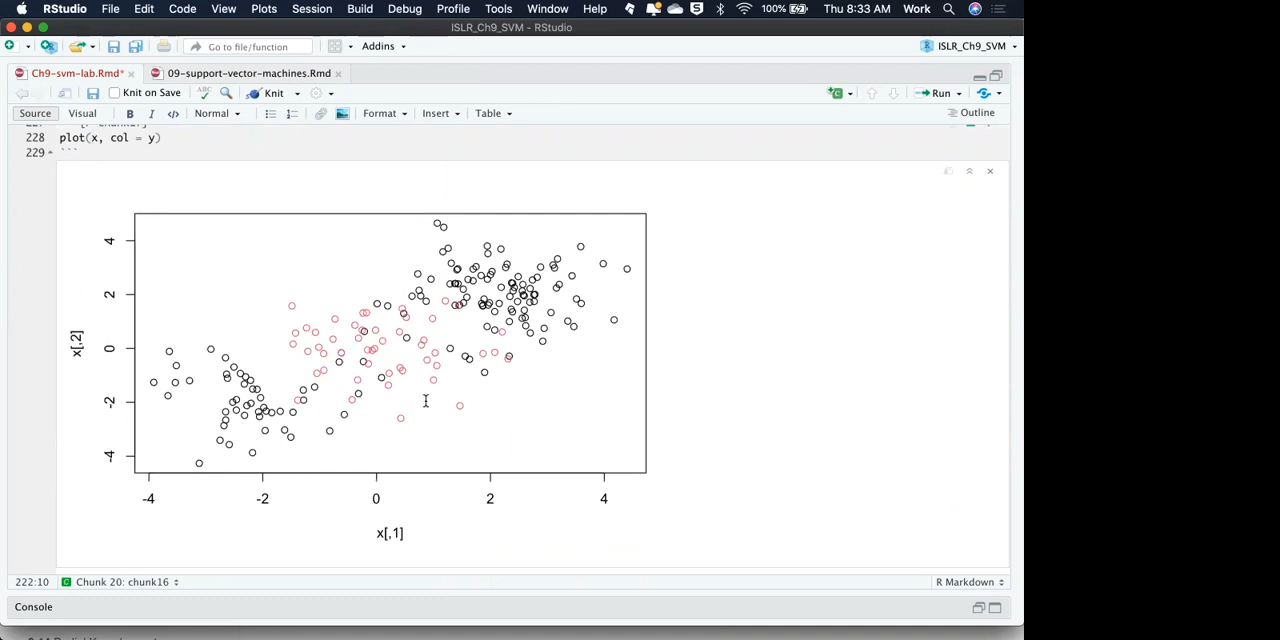 RStudio File Edit Code View Plots Session Build Debug Profile Tools Window Help 100% Thu 8:33 AM Work
ISLR_Ch9_SVM - RStudio
Go to file/function Addins ISLR_Ch9_SVM
Ch9-svm-lab.Rmd* 09-support-vector-machines.Rmd
Knit on Save ABC Knit Run
Source Visual B I Normal Format Insert Table Outline
228 plot(x, col = y)
229 ```
4
2
0
-2
-4
x[,2]
-4 -2 0 2 4
x[,1]
222:10 Chunk 20: chunk16 R Markdown
Console